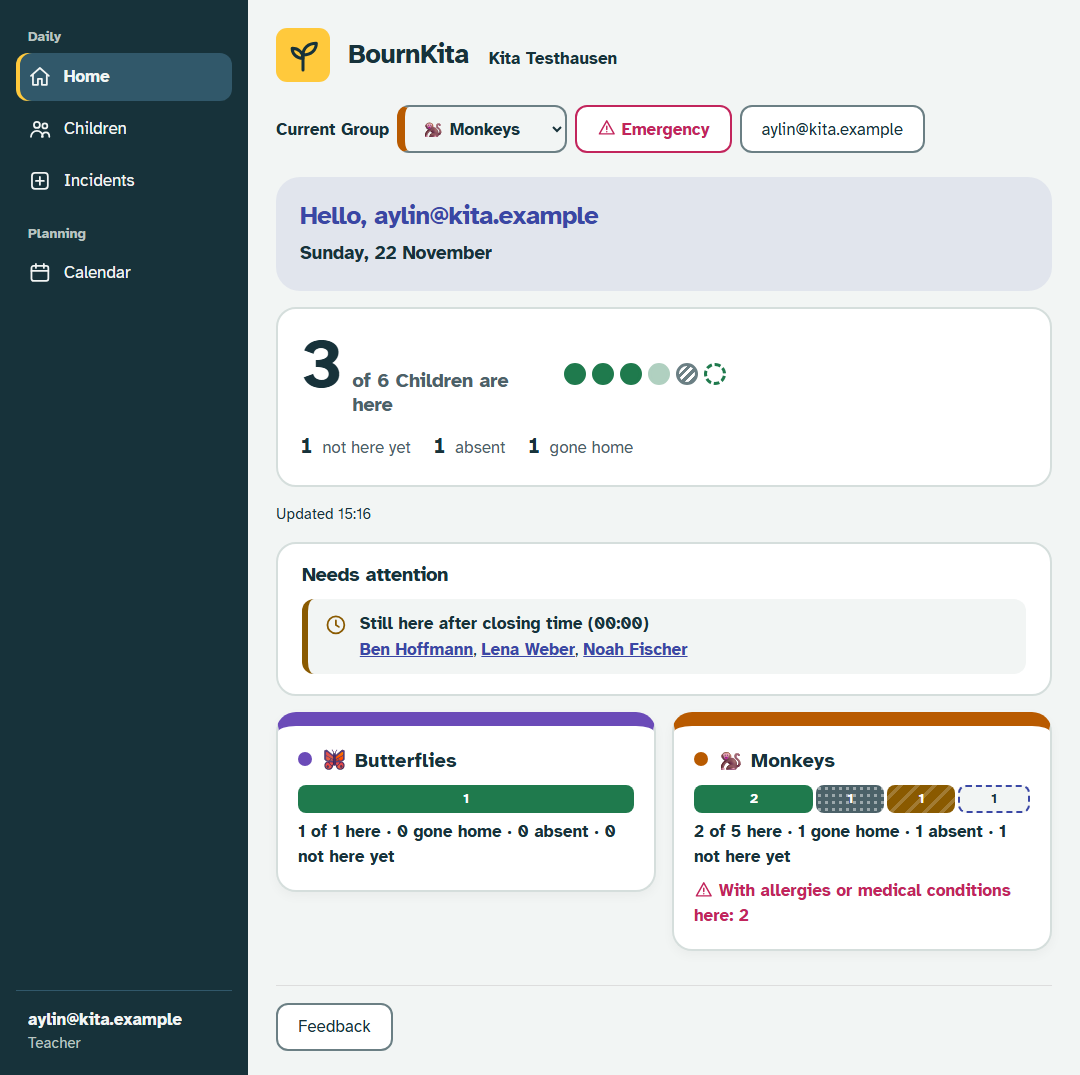 Daily
Home
Children
Incidents
Planning
Calendar
aylin@kita.example
Teacher
BournKita Kita Testhausen
Current Group Monkeys Emergency aylin@kita.example
Hello, aylin@kita.example
Sunday, 22 November
3 of 6 Children are
here
1 not here yet 1 absent 1 gone home
Updated 15:16
Needs attention
Still here after closing time (00:00)
Ben Hoffmann, Lena Weber, Noah Fischer
Butterflies
1
1 of 1 here · 0 gone home · 0 absent · 0
not here yet
Monkeys
2 1 1 1
2 of 5 here · 1 gone home · 1 absent · 1
not here yet
With allergies or medical conditions
here: 2
Feedback